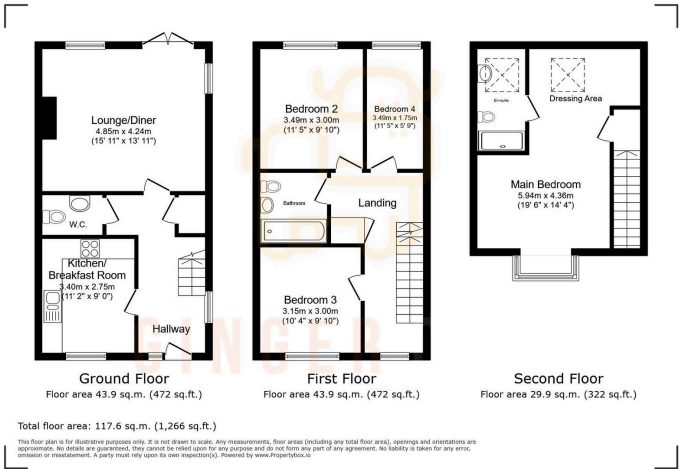 Lounge/Diner
4.85m x 4.24m
(15' 11" x 13' 11")
W.C.
Kitchen/
Breakfast Room
3.40m x 2.75m
(11' 2" x 9' 0")
Hallway
Ground Floor
Floor area 43.9 sq.m. (472 sq.ft.)
Bedroom 2
3.49m x 3.00m
(11' 5" x 9' 10")
Bedroom 4
3.49m x 1.75m
(11' 5" x 5' 9")
Bathroom
Landing
Bedroom 3
3.15m x 3.00m
(10' 4" x 9' 10")
First Floor
Floor area 43.9 sq.m. (472 sq.ft.)
En-suite
Dressing Area
Main Bedroom
5.94m x 4.36m
(19' 6" x 14' 4")
Second Floor
Floor area 29.9 sq.m. (322 sq.ft.)
GINGER
Total floor area: 117.6 sq.m. (1,266 sq.ft.)
This floor plan is for illustrative purposes only. It is not drawn to scale. Any measurements, floor areas (including any total floor area), openings and orientations are
approximate. No details are guaranteed, they cannot be relied upon for any purpose and do not form any part of any agreement. No liability is taken for any error,
omission or misstatement. A party must rely upon its own inspection(s). Powered by www.Propertybox.io